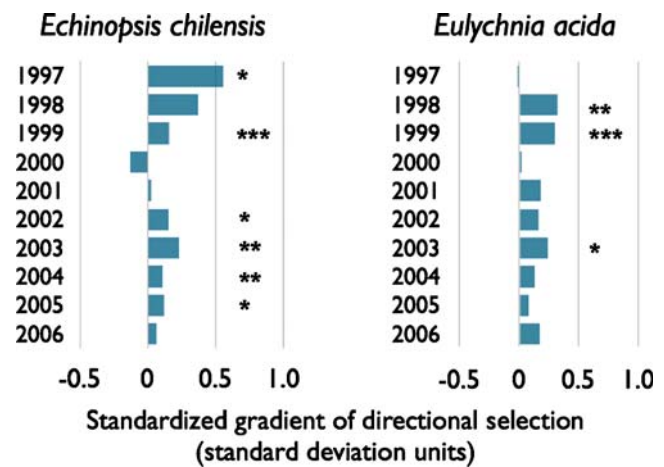 Echinopsis chilensis Eulychnia acida
1997 * 1997
1998 1998 **
1999 *** 1999 ***
2000 2000
2001 2001
2002 * 2002
2003 ** 2003 *
2004 ** 2004
2005 * 2005
2006 2006
-0.5 0 0.5 1.0 -0.5 0 0.5 1.0
Standardized gradient of directional selection
(standard deviation units)